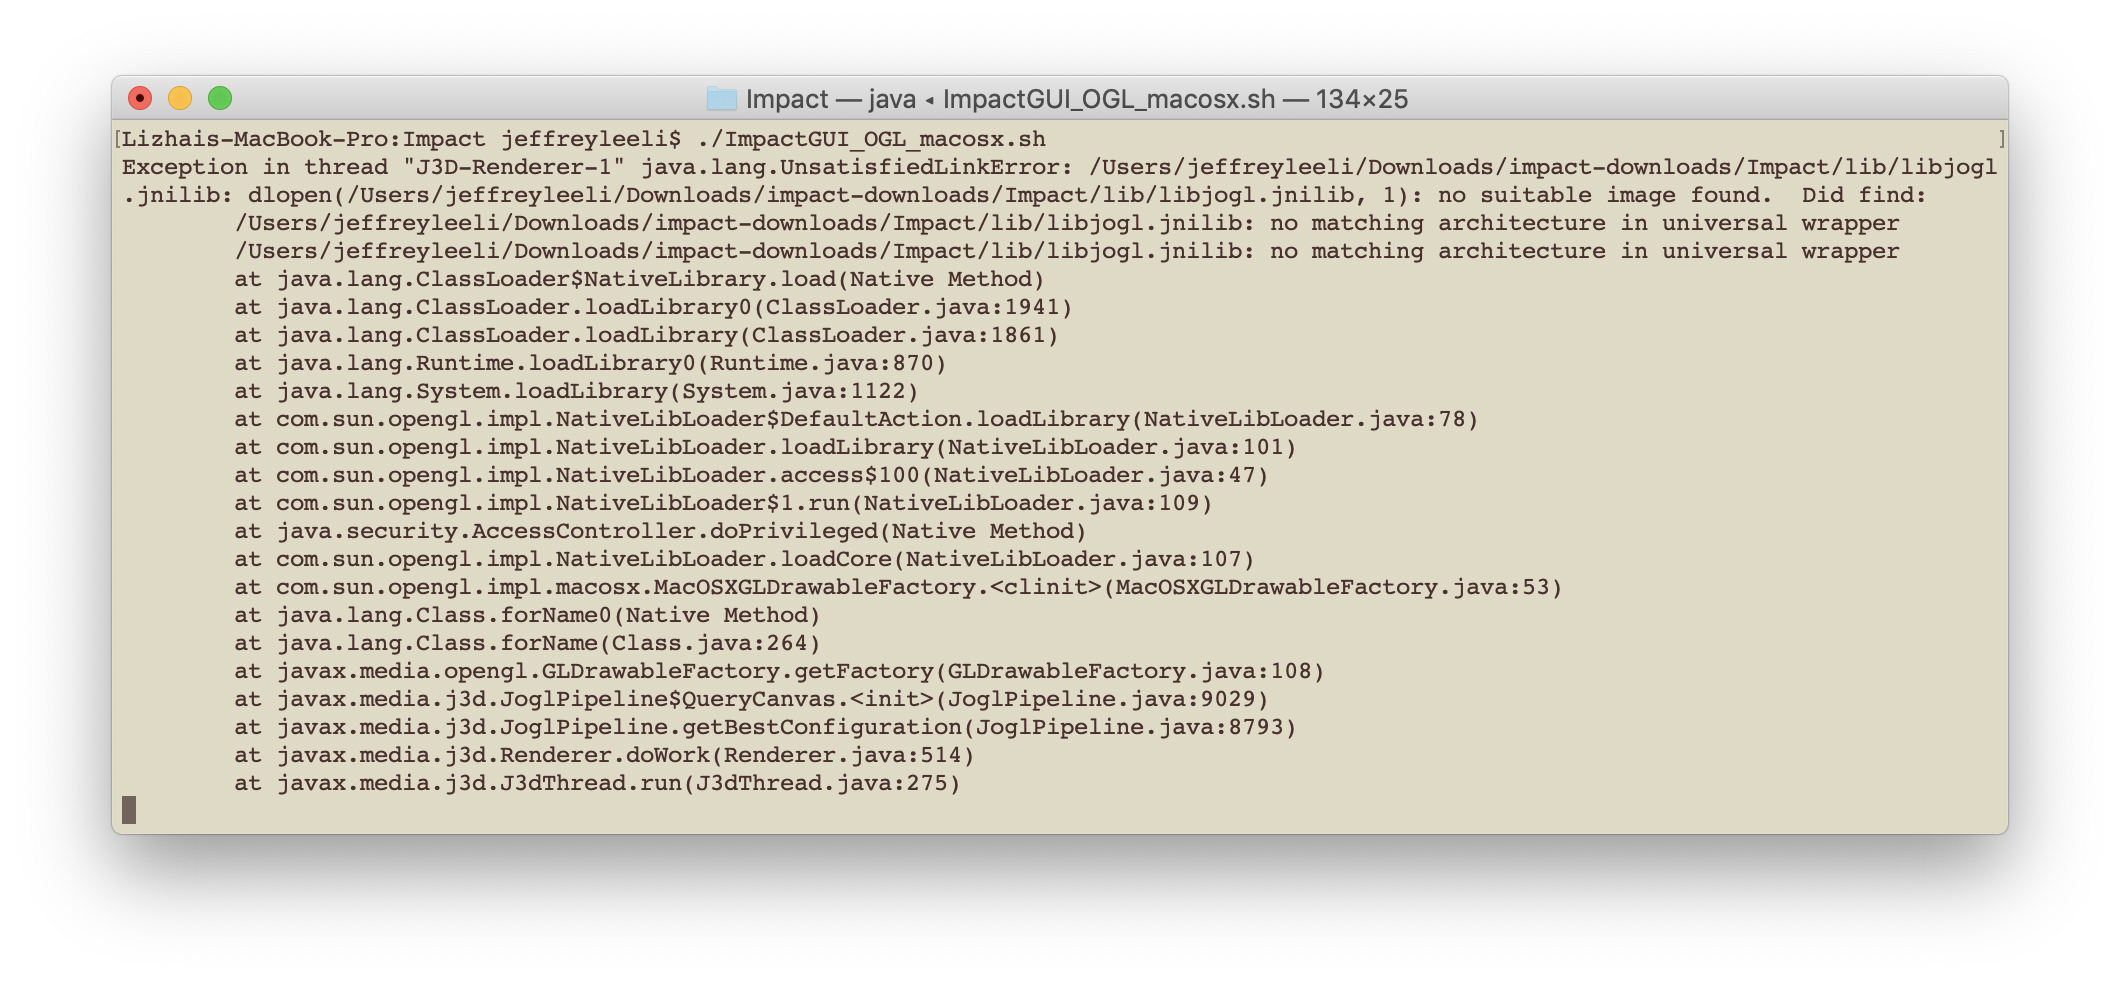 Impact — java ◂ ImpactGUI_OGL_macosx.sh — 134×25
[Lizhais-MacBook-Pro:Impact jeffreyleeli$ ./ImpactGUI_OGL_macosx.sh ]
Exception in thread "J3D-Renderer-1" java.lang.UnsatisfiedLinkError: /Users/jeffreyleeli/Downloads/impact-downloads/Impact/lib/libjogl
.jnilib: dlopen(/Users/jeffreyleeli/Downloads/impact-downloads/Impact/lib/libjogl.jnilib, 1): no suitable image found.  Did find:
        /Users/jeffreyleeli/Downloads/impact-downloads/Impact/lib/libjogl.jnilib: no matching architecture in universal wrapper
        /Users/jeffreyleeli/Downloads/impact-downloads/Impact/lib/libjogl.jnilib: no matching architecture in universal wrapper
        at java.lang.ClassLoader$NativeLibrary.load(Native Method)
        at java.lang.ClassLoader.loadLibrary0(ClassLoader.java:1941)
        at java.lang.ClassLoader.loadLibrary(ClassLoader.java:1861)
        at java.lang.Runtime.loadLibrary0(Runtime.java:870)
        at java.lang.System.loadLibrary(System.java:1122)
        at com.sun.opengl.impl.NativeLibLoader$DefaultAction.loadLibrary(NativeLibLoader.java:78)
        at com.sun.opengl.impl.NativeLibLoader.loadLibrary(NativeLibLoader.java:101)
        at com.sun.opengl.impl.NativeLibLoader.access$100(NativeLibLoader.java:47)
        at com.sun.opengl.impl.NativeLibLoader$1.run(NativeLibLoader.java:109)
        at java.security.AccessController.doPrivileged(Native Method)
        at com.sun.opengl.impl.NativeLibLoader.loadCore(NativeLibLoader.java:107)
        at com.sun.opengl.impl.macosx.MacOSXGLDrawableFactory.<clinit>(MacOSXGLDrawableFactory.java:53)
        at java.lang.Class.forName0(Native Method)
        at java.lang.Class.forName(Class.java:264)
        at javax.media.opengl.GLDrawableFactory.getFactory(GLDrawableFactory.java:108)
        at javax.media.j3d.JoglPipeline$QueryCanvas.<init>(JoglPipeline.java:9029)
        at javax.media.j3d.JoglPipeline.getBestConfiguration(JoglPipeline.java:8793)
        at javax.media.j3d.Renderer.doWork(Renderer.java:514)
        at javax.media.j3d.J3dThread.run(J3dThread.java:275)